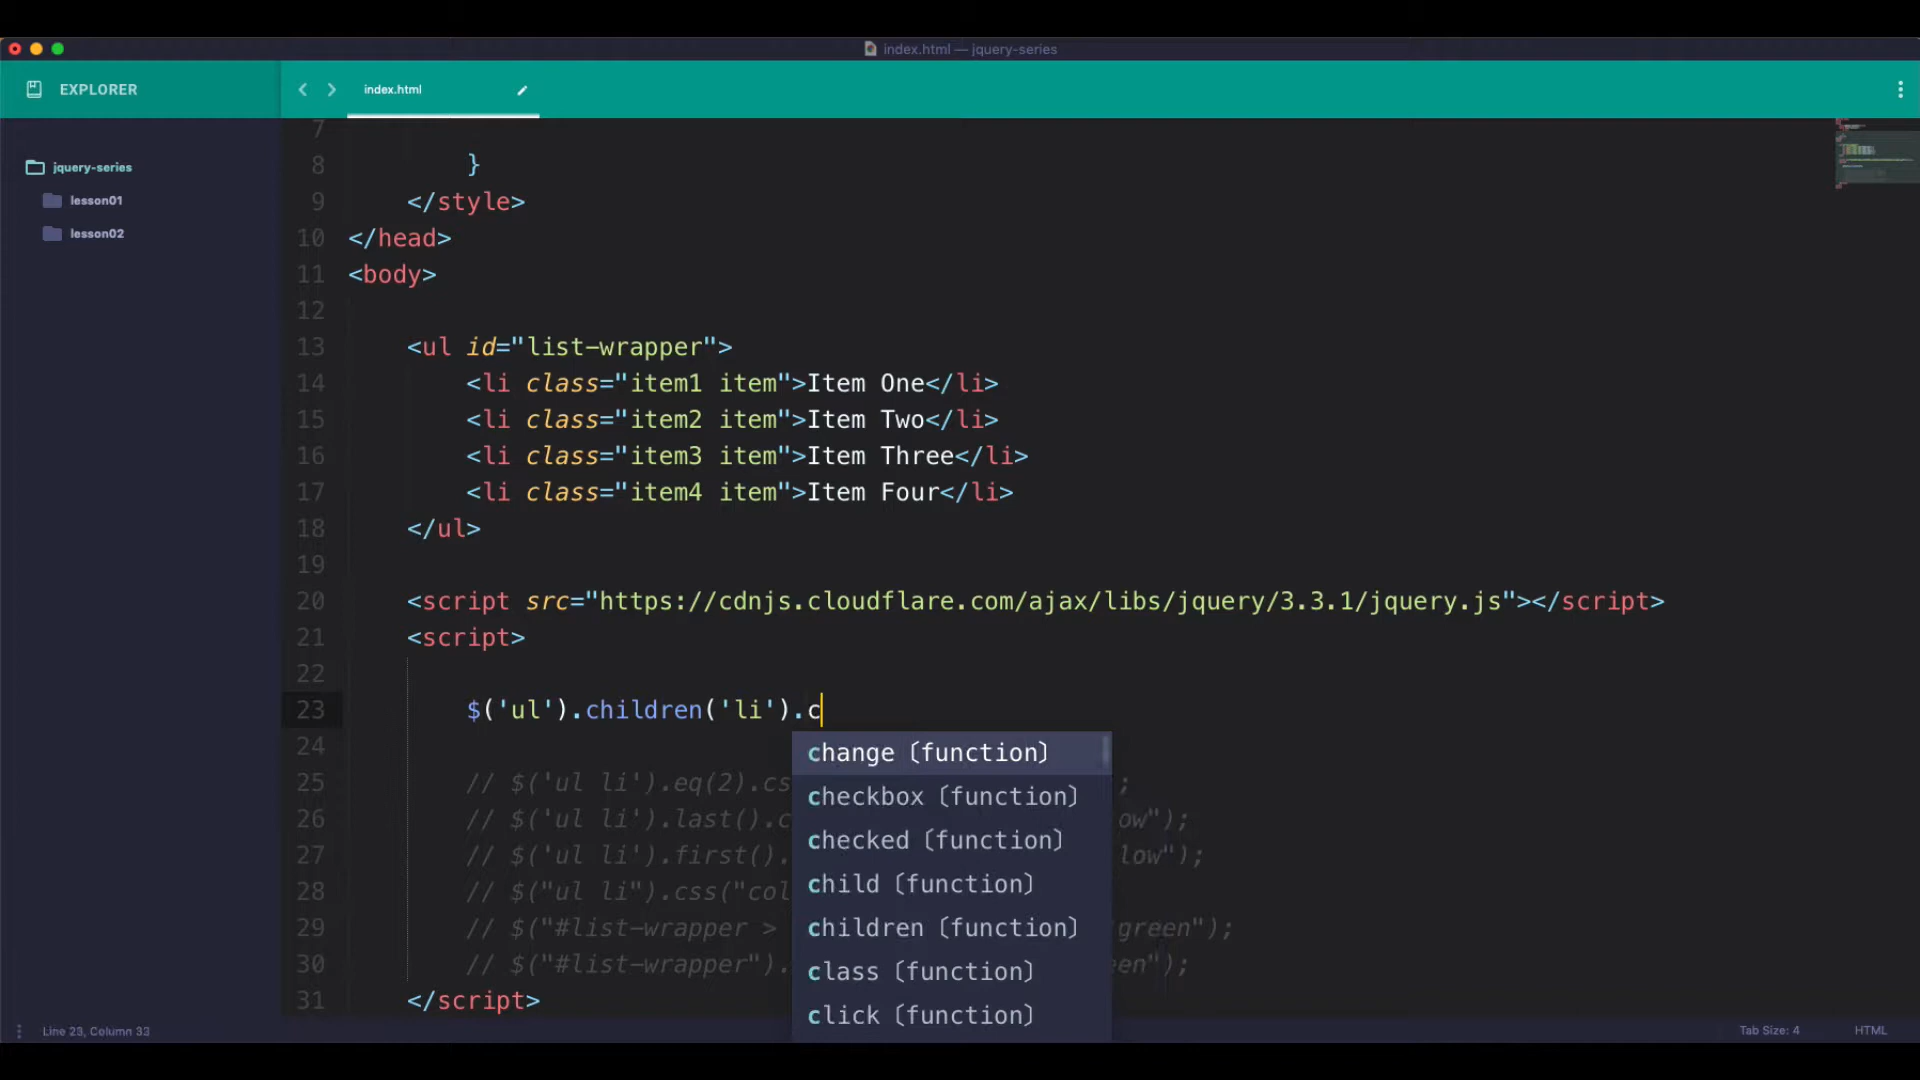 index.html — jquery-series
EXPLORER
index.html
jquery-series
lesson01
lesson02
7
8 }
9 </style>
10 </head>
11 <body>
12
13 <ul id="list-wrapper">
14 <li class="item1 item">Item One</li>
15 <li class="item2 item">Item Two</li>
16 <li class="item3 item">Item Three</li>
17 <li class="item4 item">Item Four</li>
18 </ul>
19
20 <script src="https://cdnjs.cloudflare.com/ajax/libs/jquery/3.3.1/jquery.js"></script>
21 <script>
22
23 $('ul').children('li').c
24
change (function)
25 // $('ul li').eq(2).cs ;
checkbox (function)
26 // $('ul li').last().c ow");
checked (function)
27 // $('ul li').first(). low");
child (function)
28 // $("ul li").css("col
29 // $("#list-wrapper > green");
children (function)
30 // $("#list-wrapper"). een");
class (function)
31 </script>
click (function)
Line 23, Column 33
Tab Size: 4
HTML